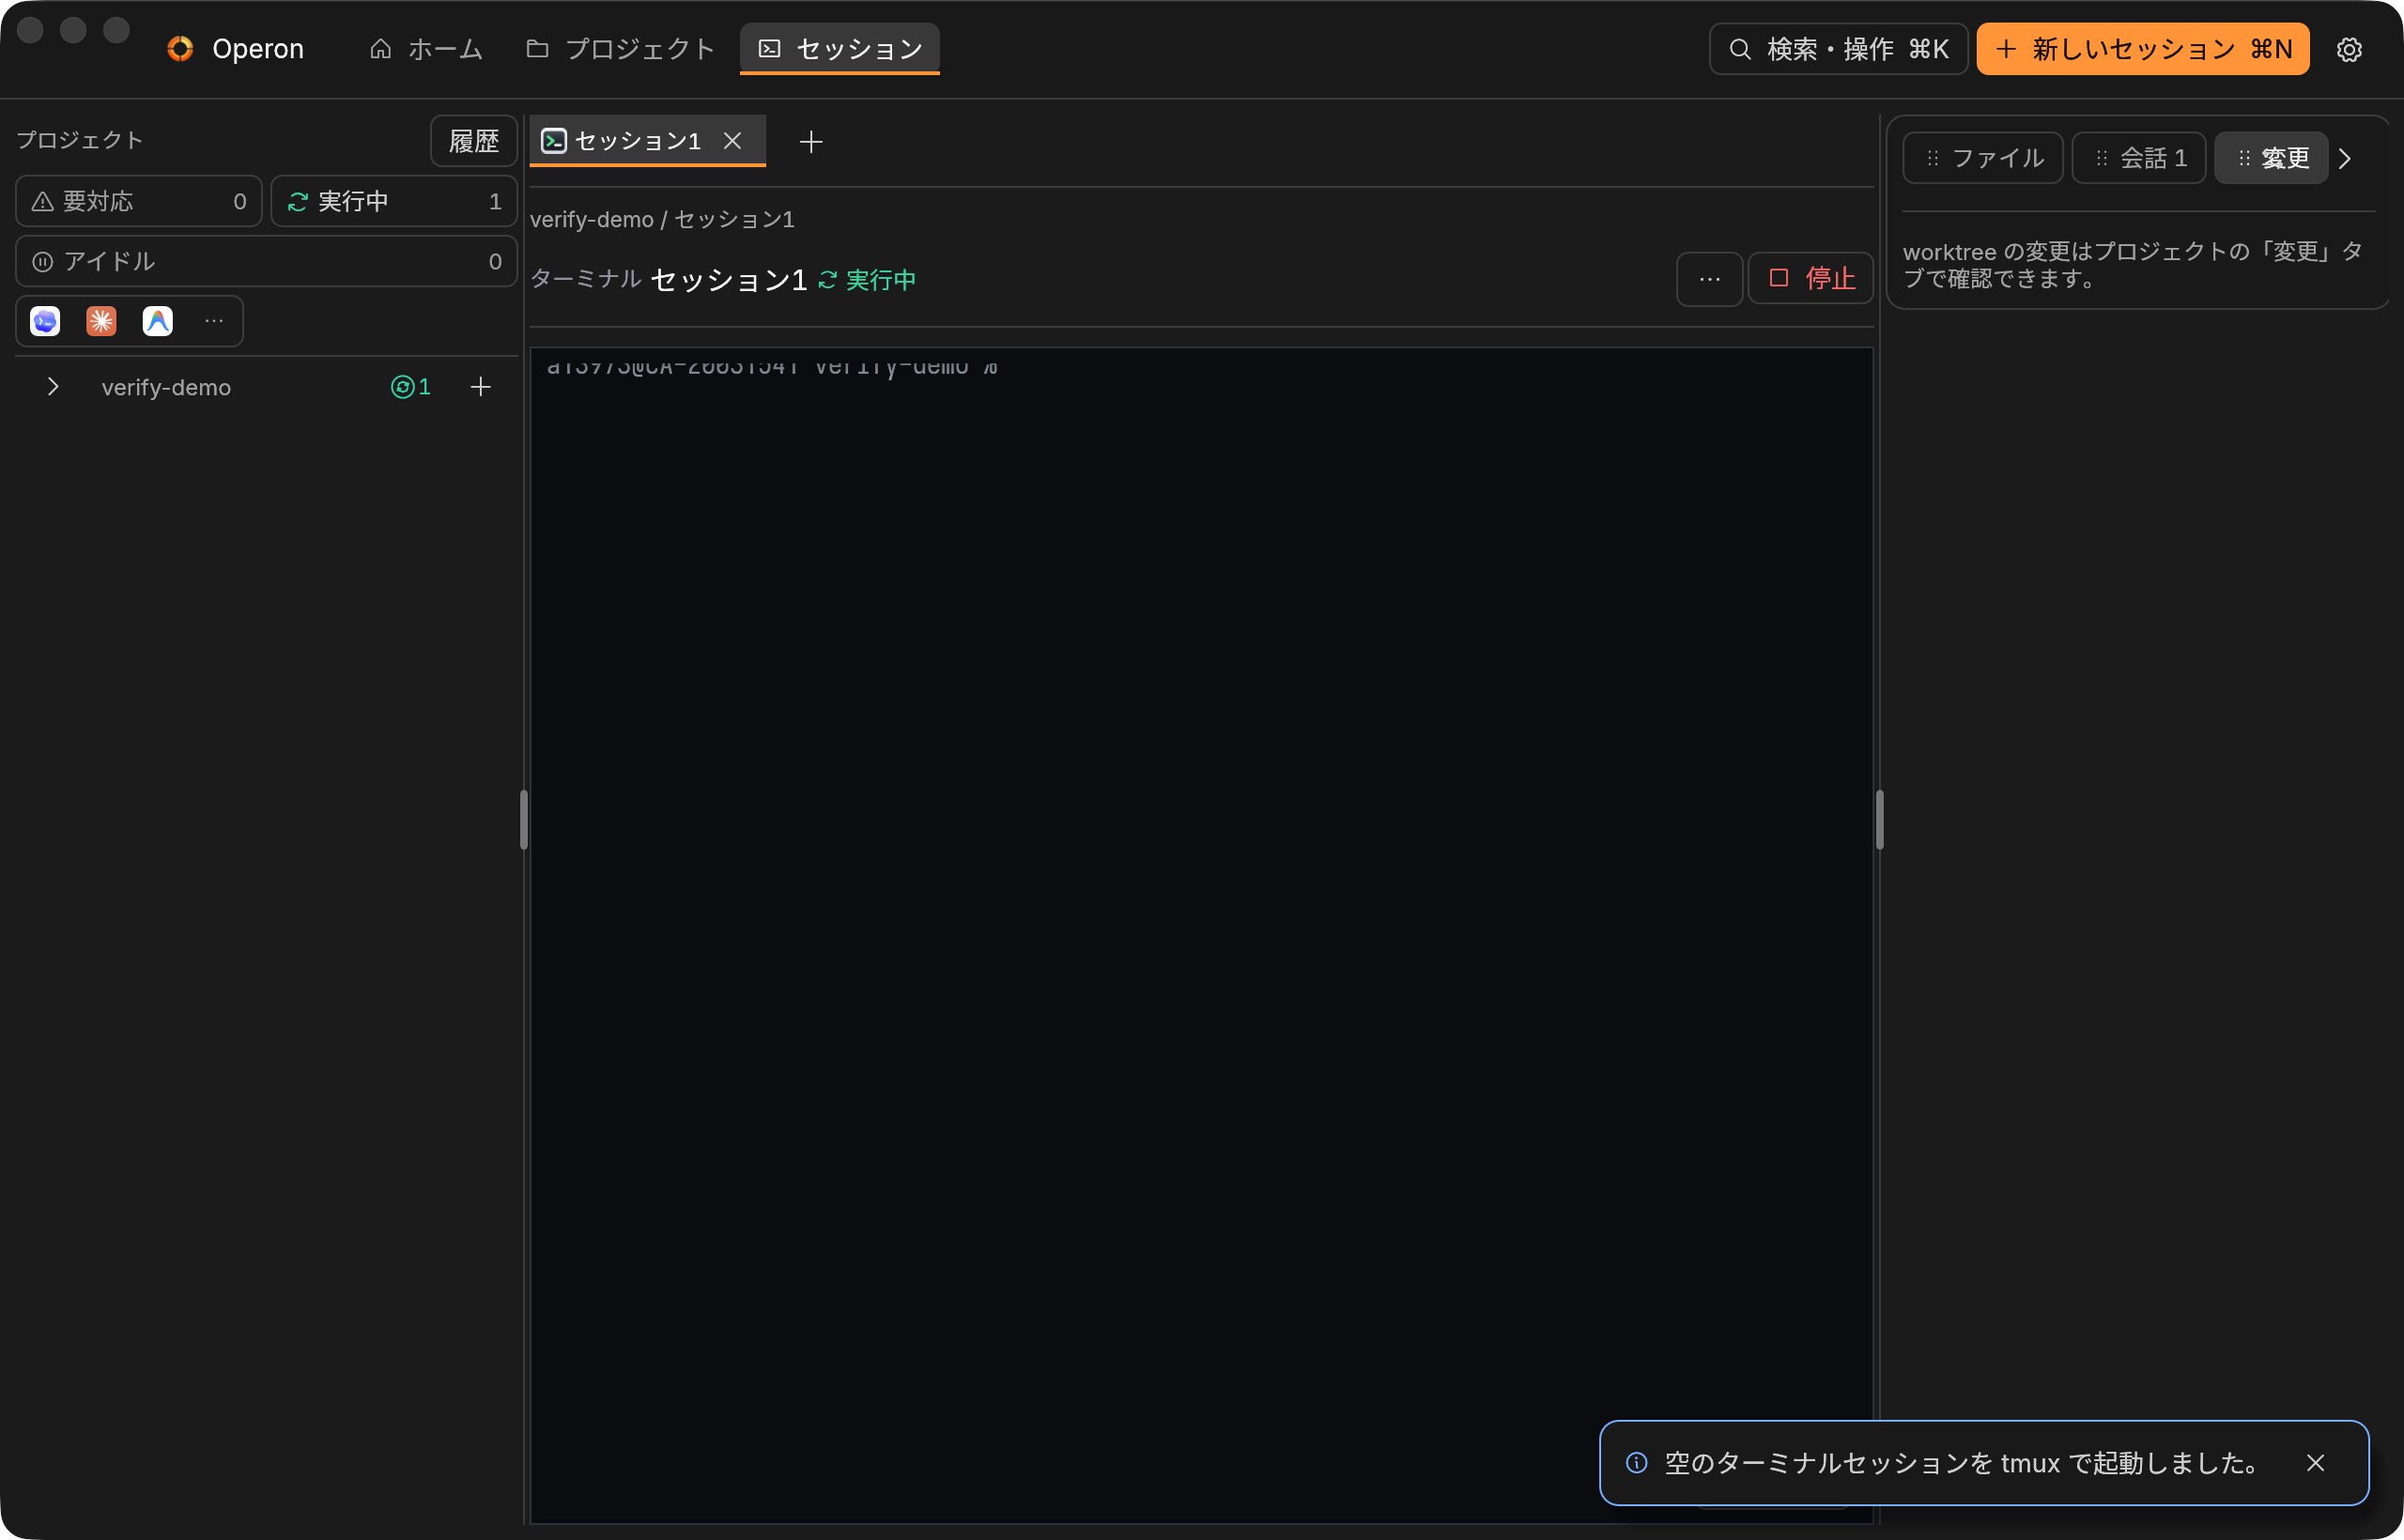 Operon
ホーム
プロジェクト
セッション
検索・操作 ⌘K
新しいセッション ⌘N
プロジェクト
履歴
要対応 0
実行中 1
アイドル 0
verify-demo 1
セッション1
verify-demo / セッション1
ターミナル セッション1 実行中
停止
verify-demo %
ファイル
会話 1
変更
worktree の変更はプロジェクトの「変更」タ
ブで確認できます。
空のターミナルセッションを tmux で起動しました。